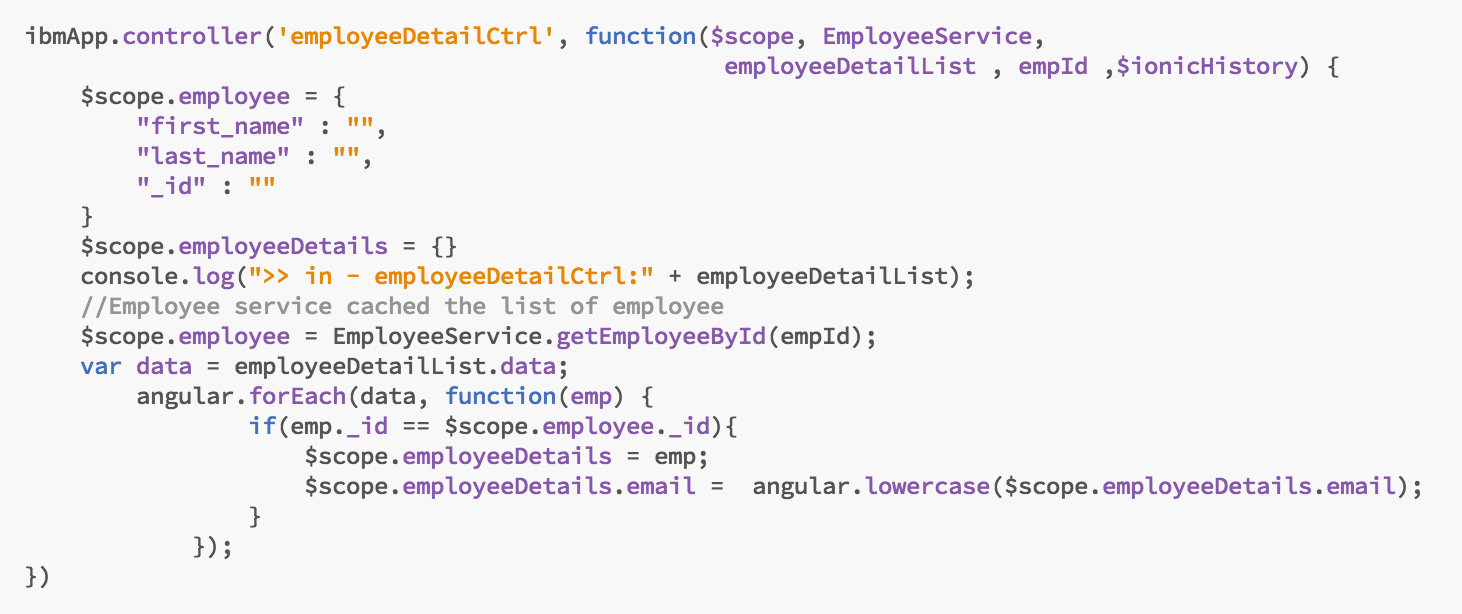 ibmApp.controller('employeeDetailCtrl', function($scope, EmployeeService,
                                                  employeeDetailList , empId ,$ionicHistory) {
    $scope.employee = {
        "first_name" : "",
        "last_name" : "",
        "_id" : ""
    }
    $scope.employeeDetails = {}
    console.log(">> in - employeeDetailCtrl:" + employeeDetailList);
    //Employee service cached the list of employee
    $scope.employee = EmployeeService.getEmployeeById(empId);
    var data = employeeDetailList.data;
        angular.forEach(data, function(emp) {
                if(emp._id == $scope.employee._id){
                    $scope.employeeDetails = emp;
                    $scope.employeeDetails.email =  angular.lowercase($scope.employeeDetails.email);
                }
            });
})